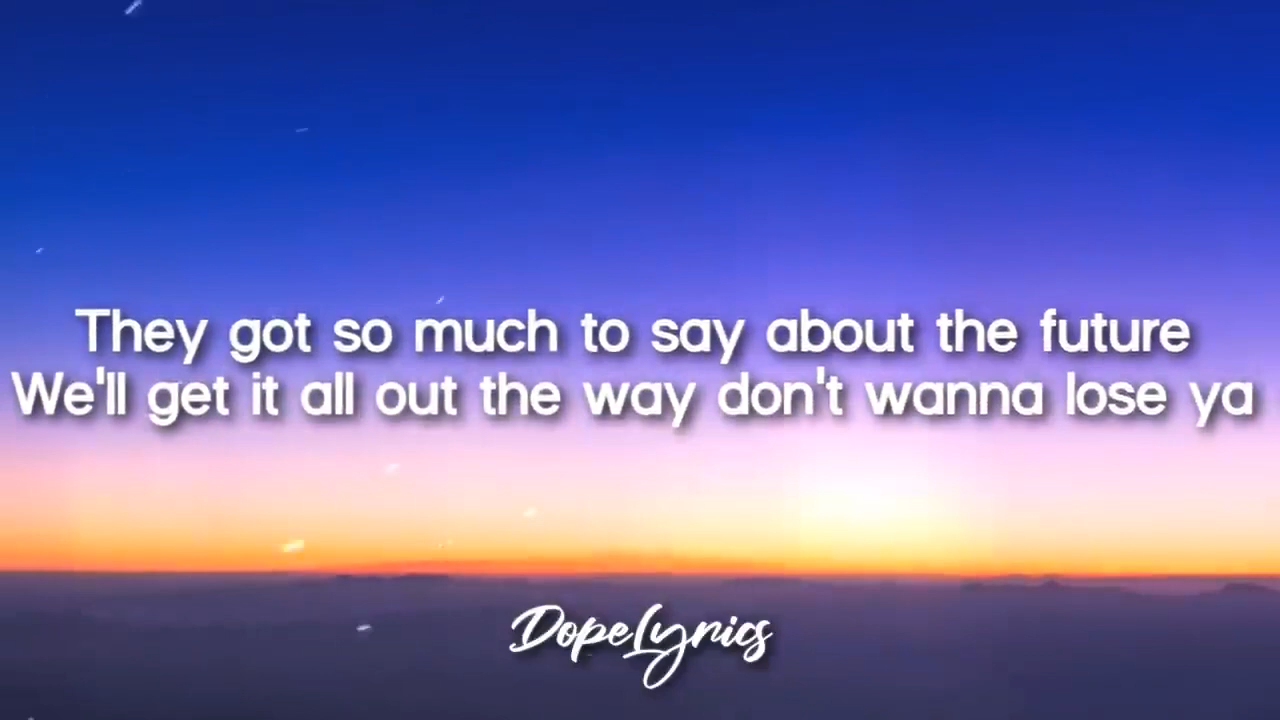 They got so much to say about the future
We'll get it all out the way don't wanna lose ya
DopeLyrics